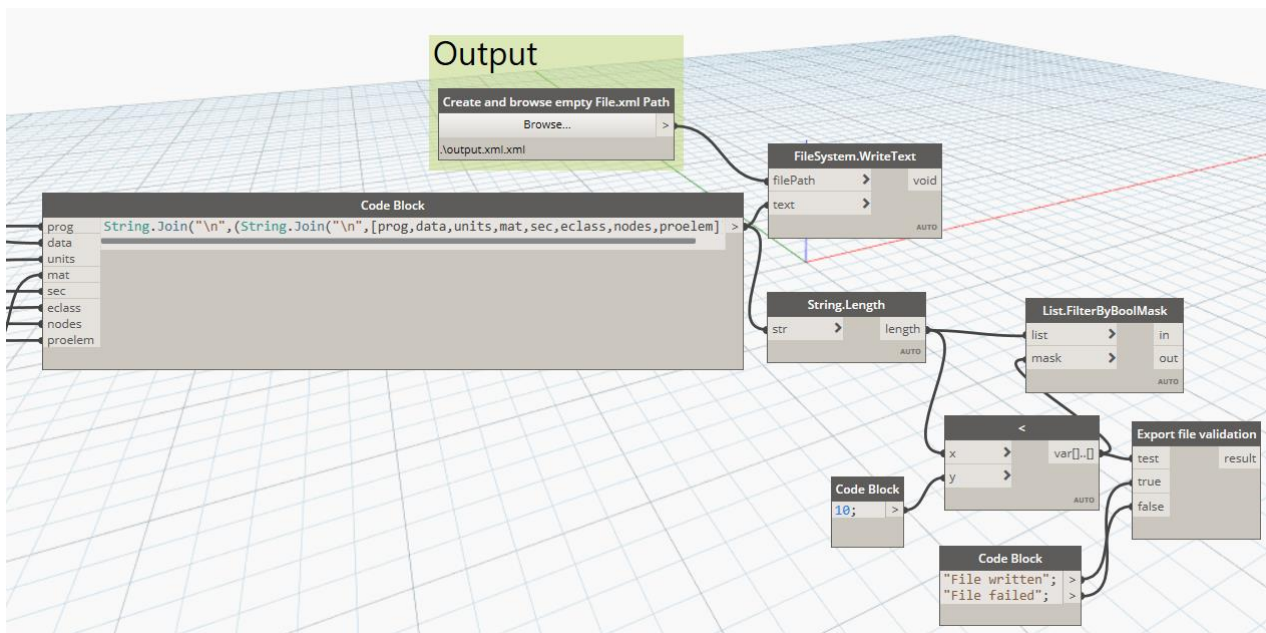 Output
Create and browse empty File.xml Path
Browse... >
.\output.xml.xml
FileSystem.WriteText
filePath > void
text >
AUTO
Code Block
prog String.Join("\n",(String.Join("\n",[prog,data,units,mat,sec,eclass,nodes,proelem] >
data
units
mat
sec
eclass
nodes
proelem
String.Length
str > length
AUTO
List.FilterByBoolMask
list > in
mask > out
AUTO
<
x > var[]..[]
y >
AUTO
Code Block
10; >
Export file validation
test result
true
false
Code Block
"File written"; >
"File failed"; >